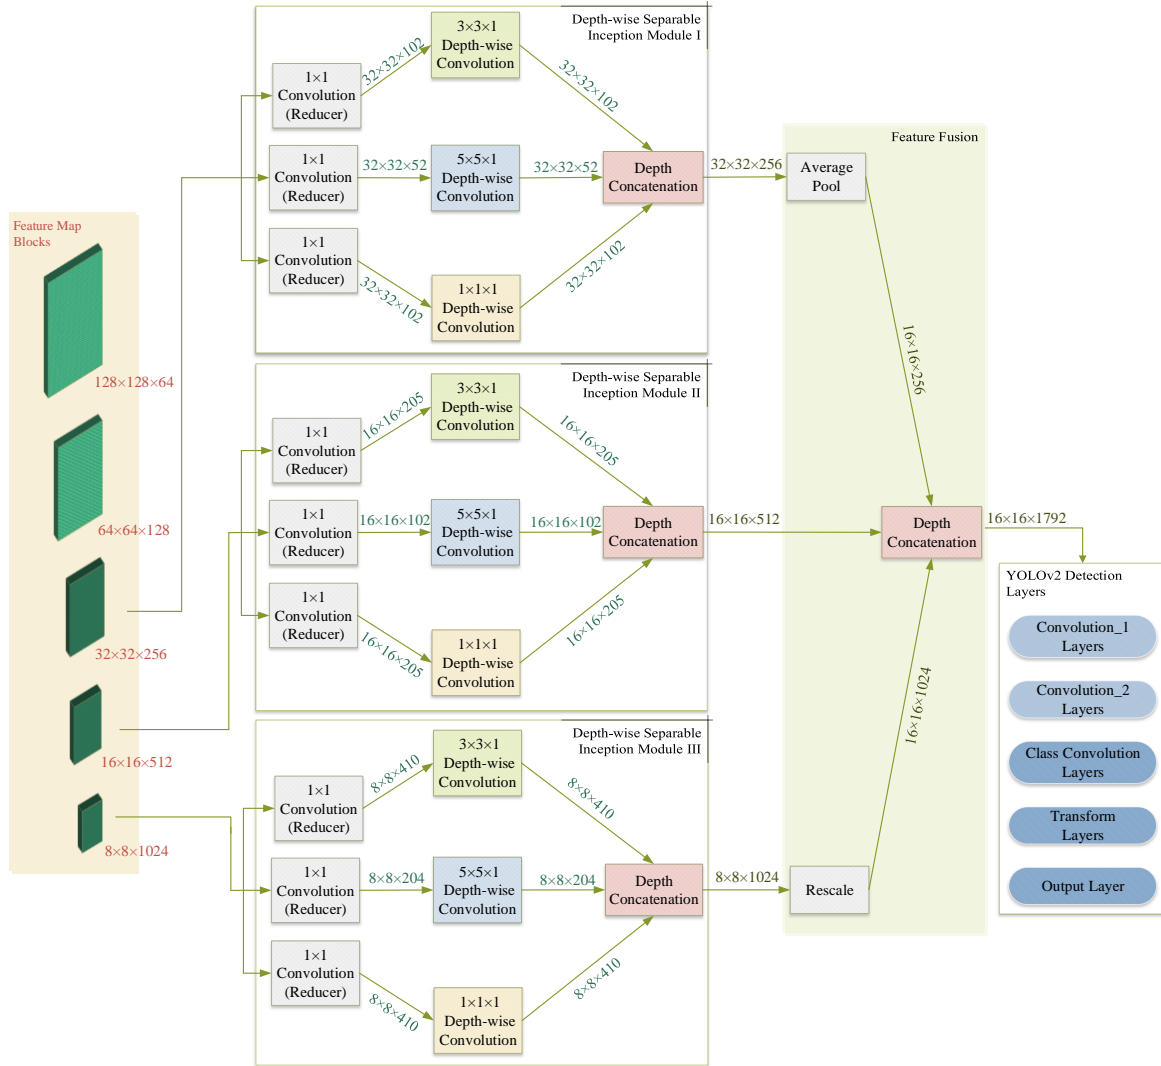 Feature Map
Blocks
128×128×64
64×64×128
32×32×256
16×16×512
8×8×1024
Depth-wise Separable
Inception Module I
1×1
Convolution
(Reducer)
32×32×102
3×3×1
Depth-wise
Convolution
32×32×102
1×1
Convolution
(Reducer)
32×32×52
5×5×1
Depth-wise
Convolution
32×32×52
1×1
Convolution
(Reducer)
32×32×102
1×1×1
Depth-wise
Convolution
32×32×102
Depth
Concatenation
32×32×256
Depth-wise Separable
Inception Module II
1×1
Convolution
(Reducer)
16×16×205
3×3×1
Depth-wise
Convolution
16×16×205
1×1
Convolution
(Reducer)
16×16×102
5×5×1
Depth-wise
Convolution
16×16×102
1×1
Convolution
(Reducer)
16×16×205
1×1×1
Depth-wise
Convolution
16×16×205
Depth
Concatenation
16×16×512
Depth-wise Separable
Inception Module III
1×1
Convolution
(Reducer)
8×8×410
3×3×1
Depth-wise
Convolution
8×8×410
1×1
Convolution
(Reducer)
8×8×204
5×5×1
Depth-wise
Convolution
8×8×204
1×1
Convolution
(Reducer)
8×8×410
1×1×1
Depth-wise
Convolution
8×8×410
Depth
Concatenation
8×8×1024
Feature Fusion
Average
Pool
16×16×256
Depth
Concatenation
16×16×1024
Rescale
16×16×1792
YOLOv2 Detection
Layers
Convolution_1
Layers
Convolution_2
Layers
Class Convolution
Layers
Transform
Layers
Output Layer